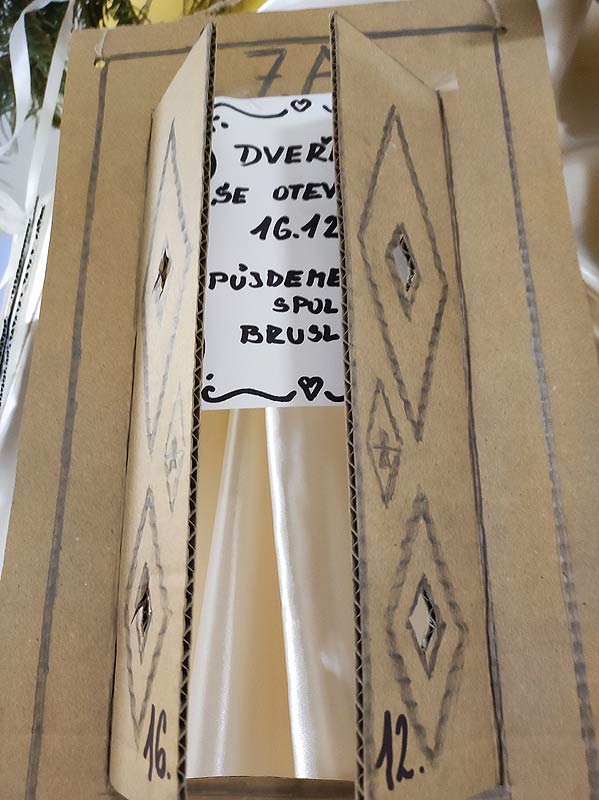 7A
DVEŘ
SE OTEV
16.12
PŮJDEME
SPOL
BRUSL
16. 12.